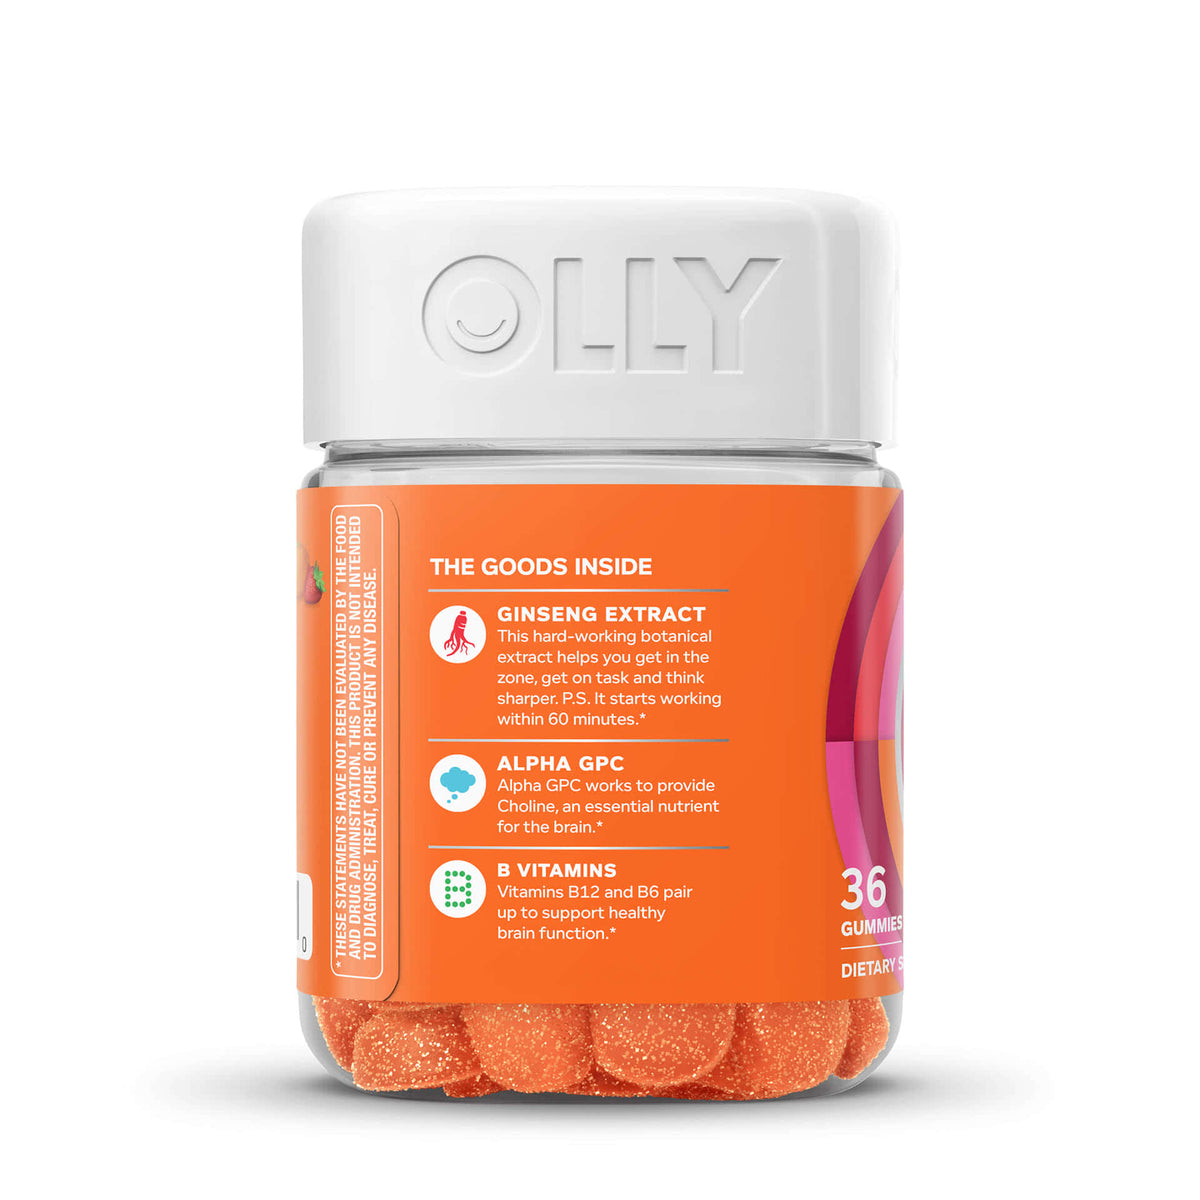 OLLY
* THESE STATEMENTS HAVE NOT BEEN EVALUATED BY THE FOOD
AND DRUG ADMINISTRATION. THIS PRODUCT IS NOT INTENDED
TO DIAGNOSE, TREAT, CURE OR PREVENT ANY DISEASE.
0
THE GOODS INSIDE
GINSENG EXTRACT
This hard-working botanical
extract helps you get in the
zone, get on task and think
sharper. P.S. It starts working
within 60 minutes.*
ALPHA GPC
Alpha GPC works to provide
Choline, an essential nutrient
for the brain.*
B
B VITAMINS
Vitamins B12 and B6 pair
up to support healthy
brain function.*
36
GUMMIES
DIETARY S